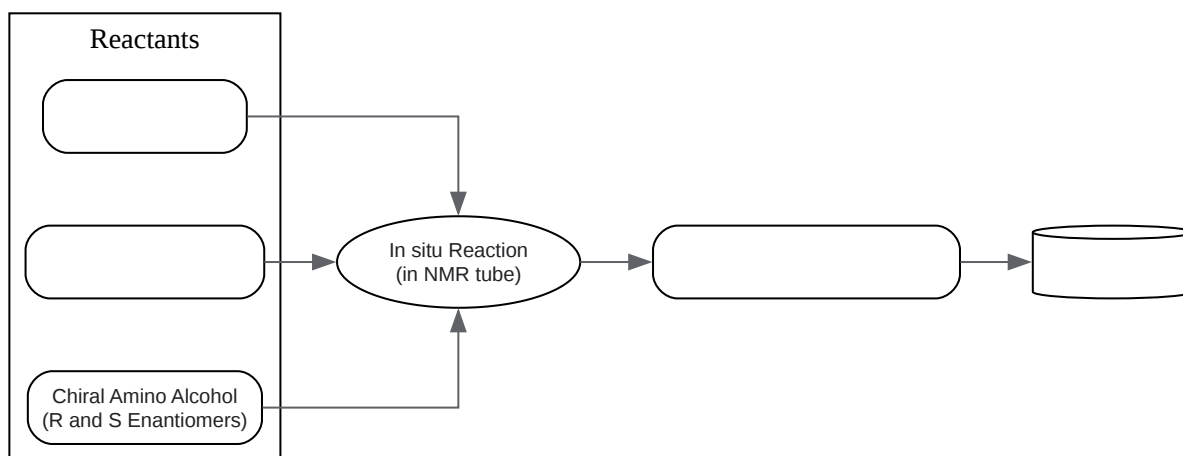 Reactants
In situ Reaction
(in NMR tube)
Chiral Amino Alcohol
(R and S Enantiomers)